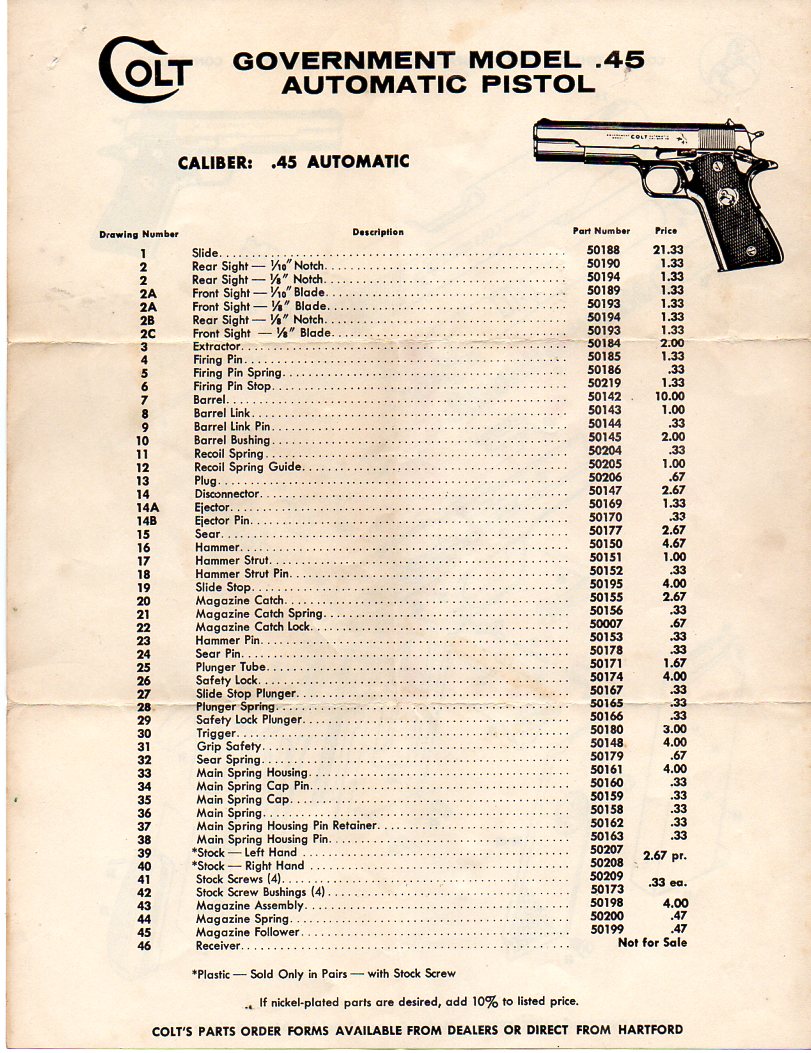 COLT
GOVERNMENT MODEL .45
AUTOMATIC PISTOL
COLT
CALIBER: .45 AUTOMATIC
Drawing Number Description Part Number Price
1 Slide 50188 21.33
2 Rear Sight — 1/10" Notch 50190 1.33
2 Rear Sight — 1/8" Notch 50194 1.33
2A Front Sight — 1/10" Blade 50189 1.33
2A Front Sight — 1/8" Blade 50193 1.33
2B Rear Sight — 1/8" Notch 50194 1.33
2C Front Sight — 1/8" Blade 50193 1.33
3 Extractor 50184 2.00
4 Firing Pin 50185 1.33
5 Firing Pin Spring 50186 .33
6 Firing Pin Stop 50219 1.33
7 Barrel 50142 10.00
8 Barrel Link 50143 1.00
9 Barrel Link Pin 50144 .33
10 Barrel Bushing 50145 2.00
11 Recoil Spring 50204 .33
12 Recoil Spring Guide 50205 1.00
13 Plug 50206 .67
14 Disconnector 50147 2.67
14A Ejector 50169 1.33
14B Ejector Pin 50170 .33
15 Sear 50177 2.67
16 Hammer 50150 4.67
17 Hammer Strut 50151 1.00
18 Hammer Strut Pin 50152 .33
19 Slide Stop 50195 4.00
20 Magazine Catch 50155 2.67
21 Magazine Catch Spring 50156 .33
22 Magazine Catch Lock 50007 .67
23 Hammer Pin 50153 .33
24 Sear Pin 50178 .33
25 Plunger Tube 50171 1.67
26 Safety Lock 50174 4.00
27 Slide Stop Plunger 50167 .33
28 Plunger Spring 50165 .33
29 Safety Lock Plunger 50166 .33
30 Trigger 50180 3.00
31 Grip Safety 50148 4.00
32 Sear Spring 50179 .67
33 Main Spring Housing 50161 4.00
34 Main Spring Cap Pin 50160 .33
35 Main Spring Cap 50159 .33
36 Main Spring 50158 .33
37 Main Spring Housing Pin Retainer 50162 .33
38 Main Spring Housing Pin 50163 .33
39 *Stock — Left Hand 50207
40 *Stock — Right Hand 50208 2.67 pr.
41 Stock Screws (4) 50209
42 Stock Screw Bushings (4) 50173 .33 ea.
43 Magazine Assembly 50198 4.00
44 Magazine Spring 50200 .47
45 Magazine Follower 50199 .47
46 Receiver Not for Sale
*Plastic — Sold Only in Pairs — with Stock Screw
If nickel-plated parts are desired, add 10% to listed price.
COLT'S PARTS ORDER FORMS AVAILABLE FROM DEALERS OR DIRECT FROM HARTFORD